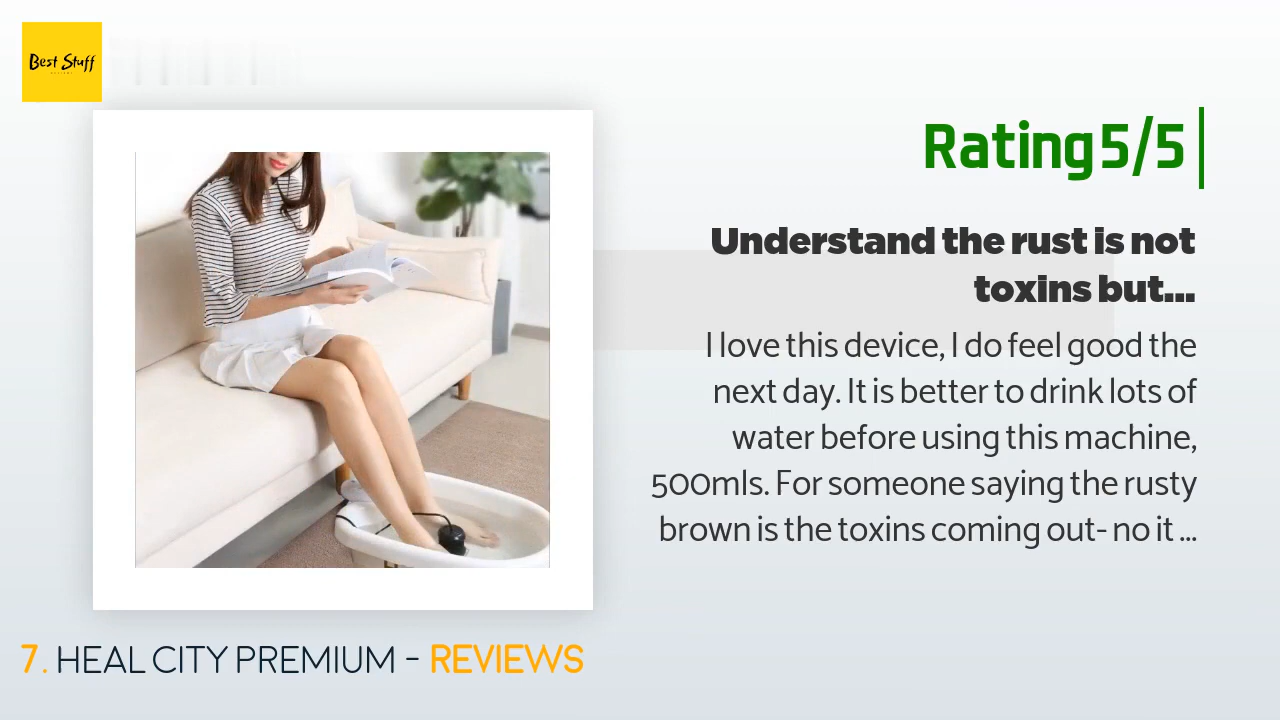 Best Stuff
Rating 5/5
Understand the rust is not
toxins but...
I love this device, I do feel good the
next day. It is better to drink lots of
water before using this machine,
500mls. For someone saying the rusty
brown is the toxins coming out- no it ...
7. HEAL CITY PREMIUM - REVIEWS